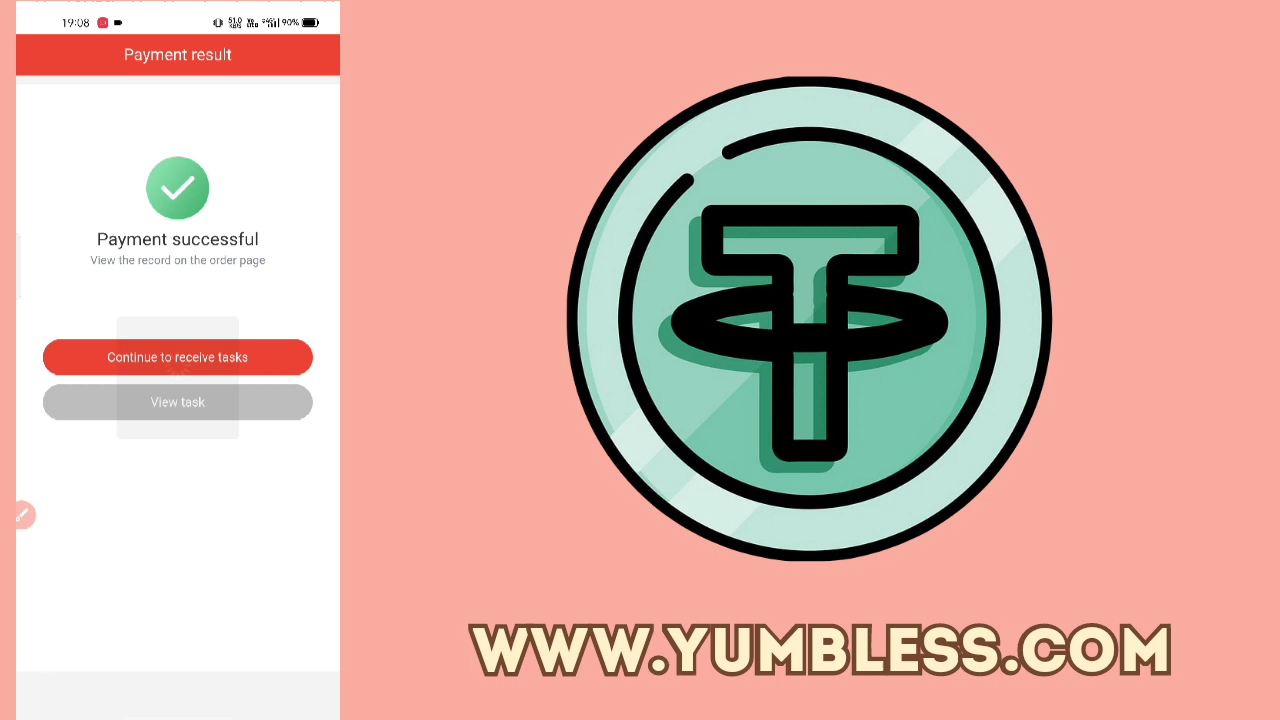 19:08 90%
Payment result
Payment successful
View the record on the order page
Continue to receive tasks
View task
WWW.YUMBLESS.COM